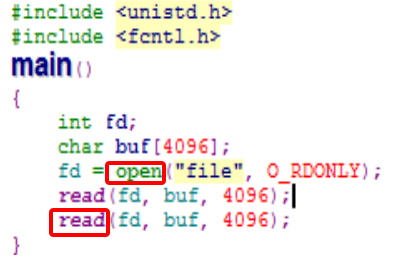 #include <unistd.h>
#include <fcntl.h>
main()
{
int fd;
char buf[4096];
fd = open("file", O_RDONLY);
read(fd, buf, 4096);
read(fd, buf, 4096);
}